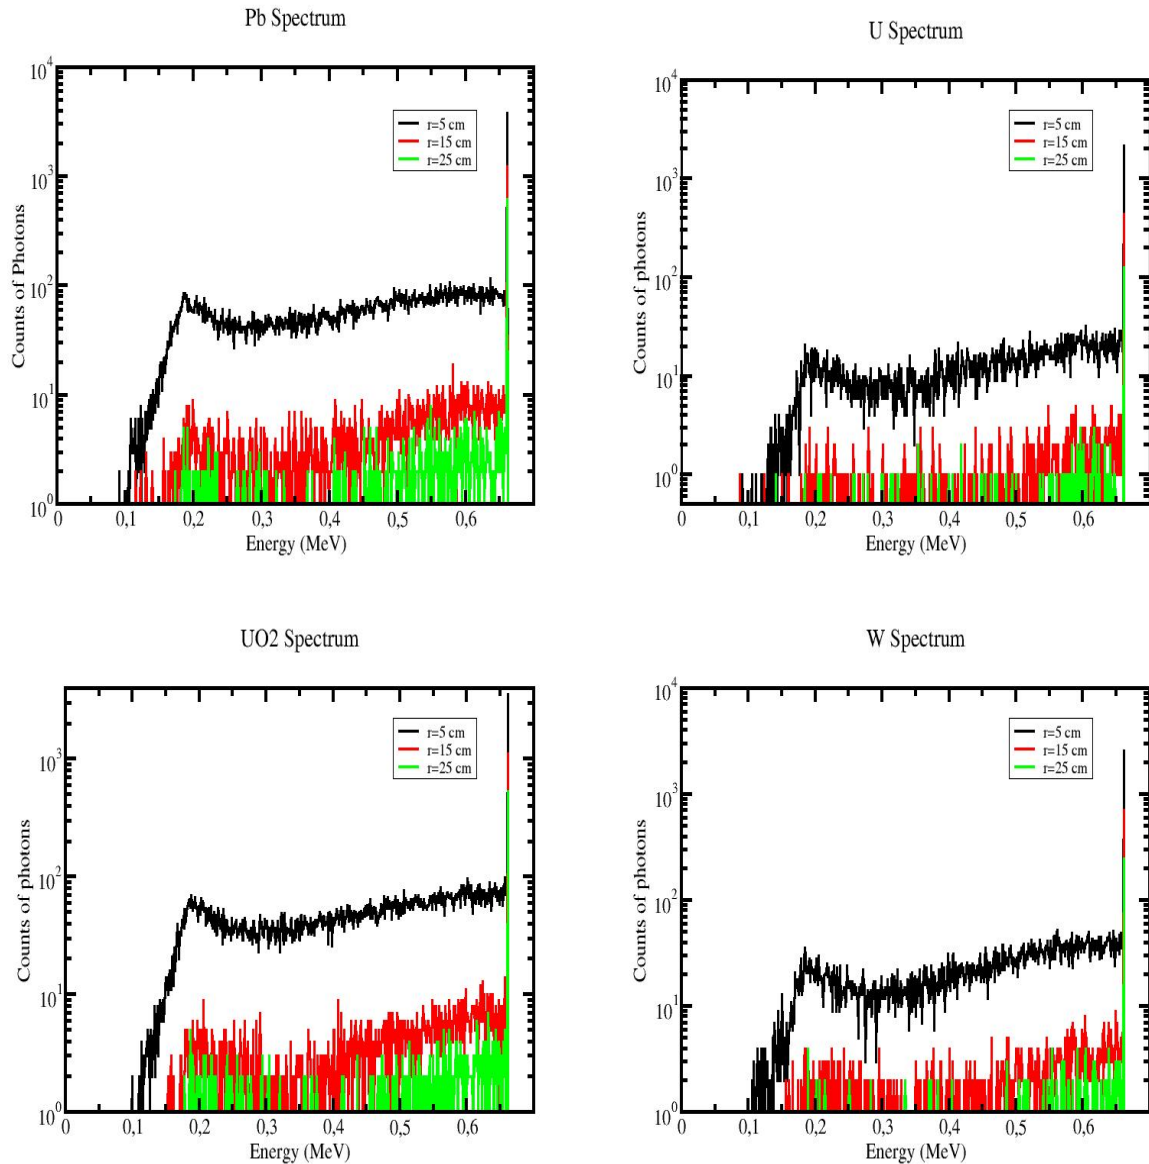 Pb Spectrum
10^4
10^3
10^2
10^1
10^0
Counts of Photons
r=5 cm
r=15 cm
r=25 cm
0 0,1 0,2 0,3 0,4 0,5 0,6
Energy (MeV)
U Spectrum
10^4
10^3
10^2
10^1
10^0
Counts of photons
r=5 cm
r=15 cm
r=25 cm
0 0,1 0,2 0,3 0,4 0,5 0,6
Energy (MeV)
UO2 Spectrum
10^3
10^2
10^1
10^0
Counts of photons
r=5 cm
r=15 cm
r=25 cm
0 0,1 0,2 0,3 0,4 0,5 0,6
Energy (MeV)
W Spectrum
10^4
10^3
10^2
10^1
10^0
Counts of photons
r=5 cm
r=15 cm
r=25 cm
0 0,1 0,2 0,3 0,4 0,5 0,6
Energy (MeV)